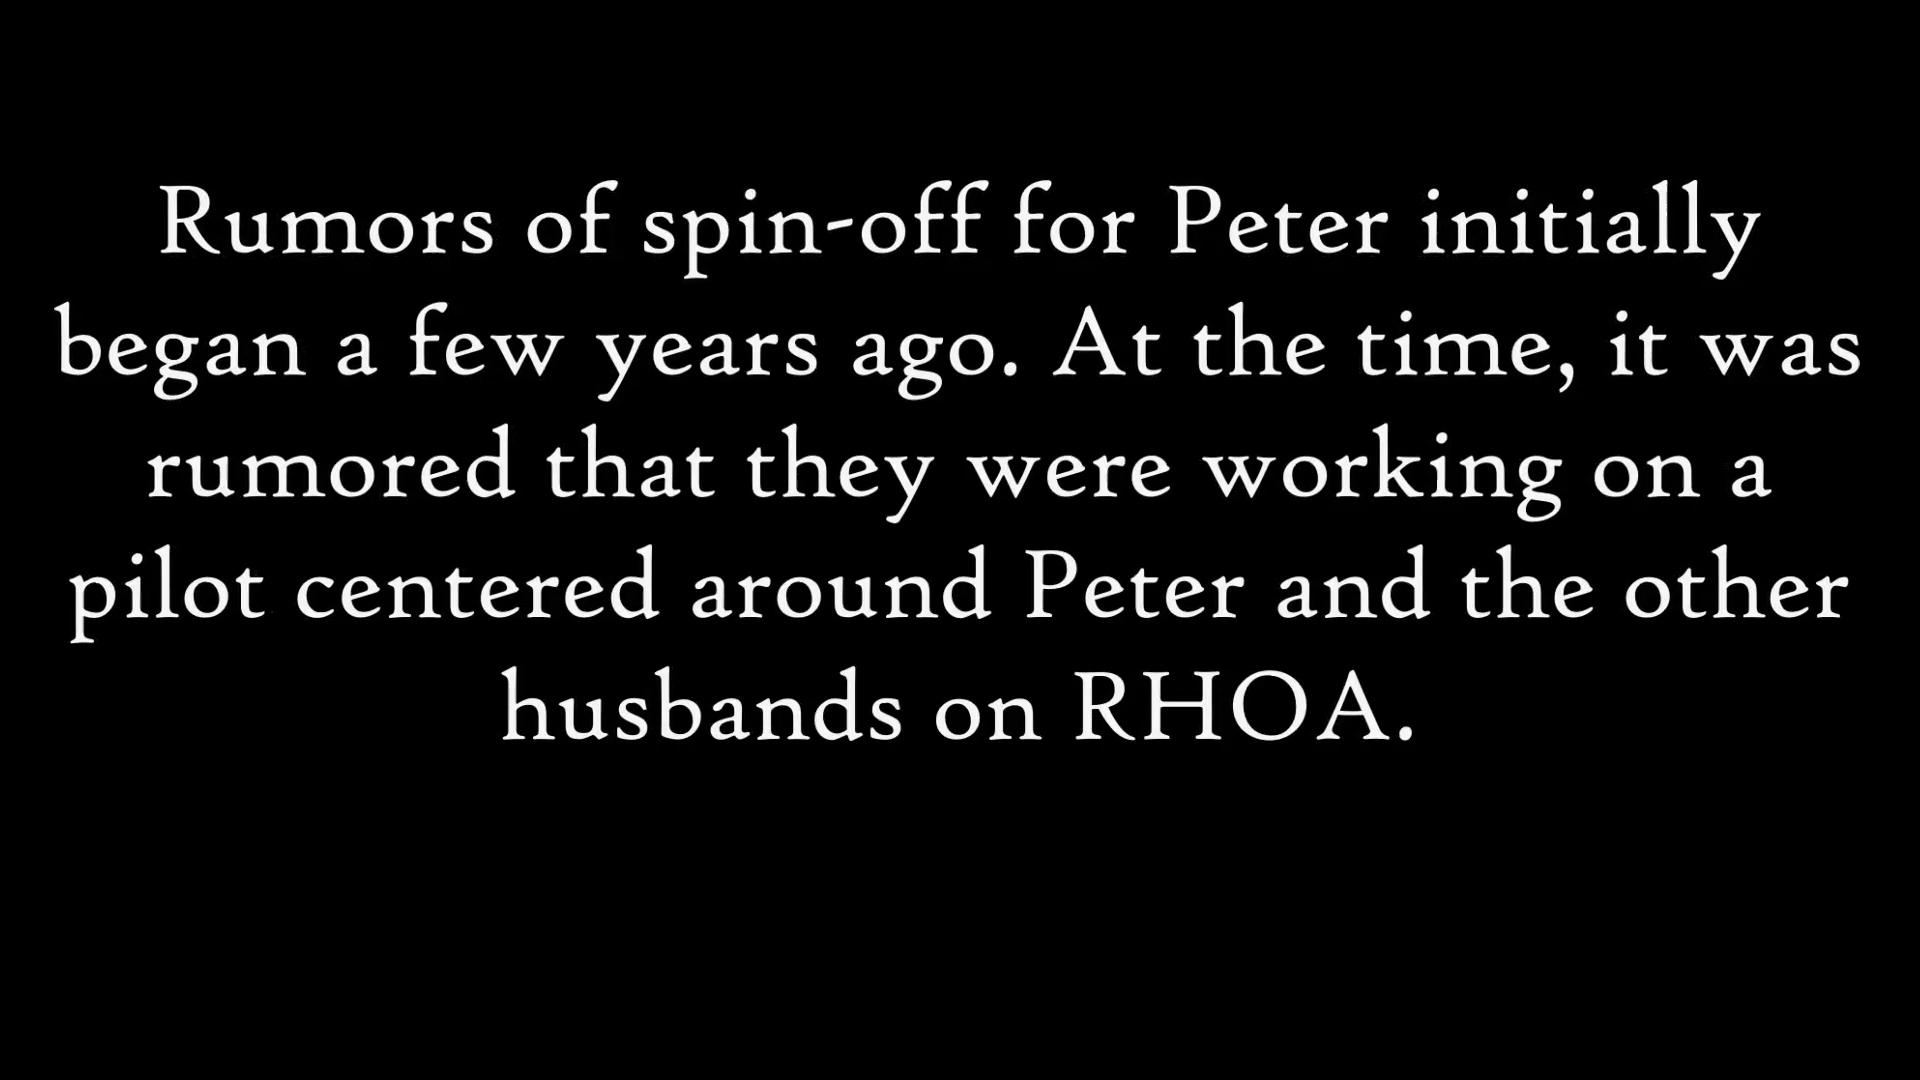 Rumors of spin-off for Peter initially
began a few years ago. At the time, it was
rumored that they were working on a
pilot centered around Peter and the other
husbands on RHOA.